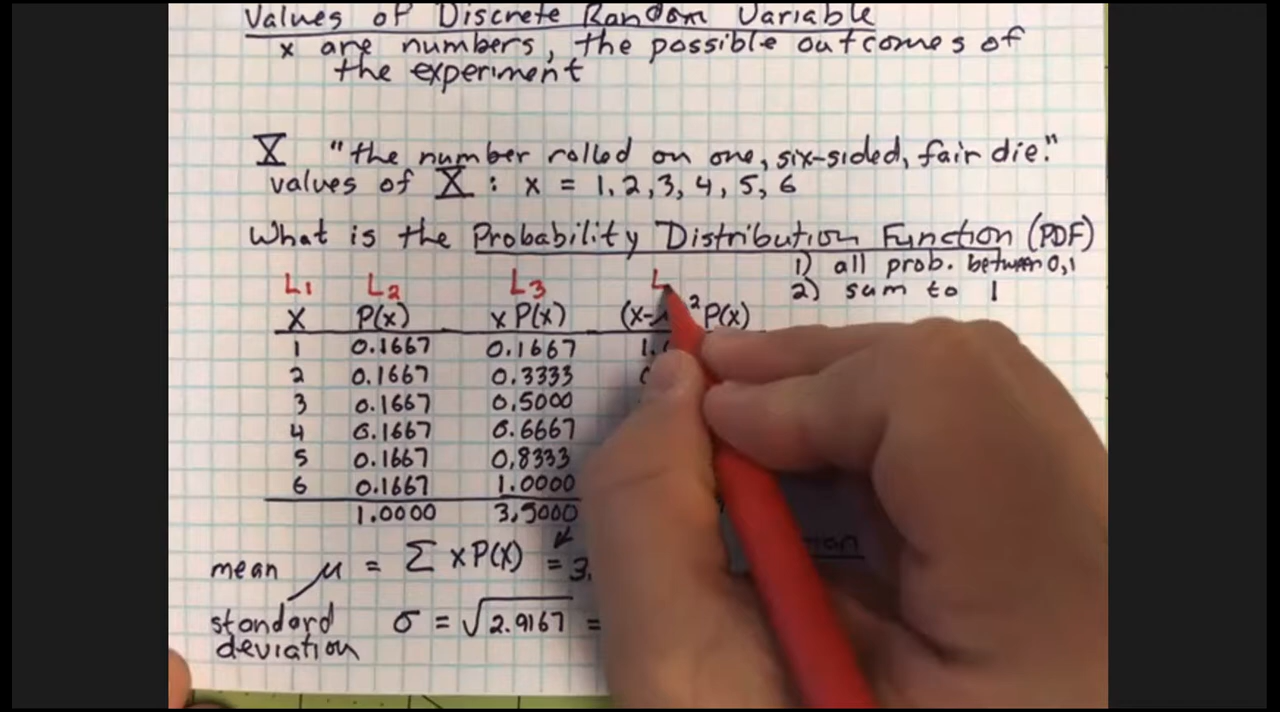 Values of Discrete Random Variable
x are numbers, the possible outcomes of
the experiment
X "the number rolled on one, six-sided, fair die."
values of X : x = 1, 2, 3, 4, 5, 6
What is the Probability Distribution Function (PDF)
1) all prob. between 0,1
2) sum to 1
L1 L2 L3 L
X P(x) x P(x) (x- ²P(x)
1 0.1667 0.1667 1.
2 0.1667 0.3333
3 0.1667 0.5000
4 0.1667 0.6667
5 0.1667 0.8333
6 0.1667 1.0000
1.0000 3.5000
mean μ = Σ x P(X) = 3.
standard
deviation σ = √2.9167 =